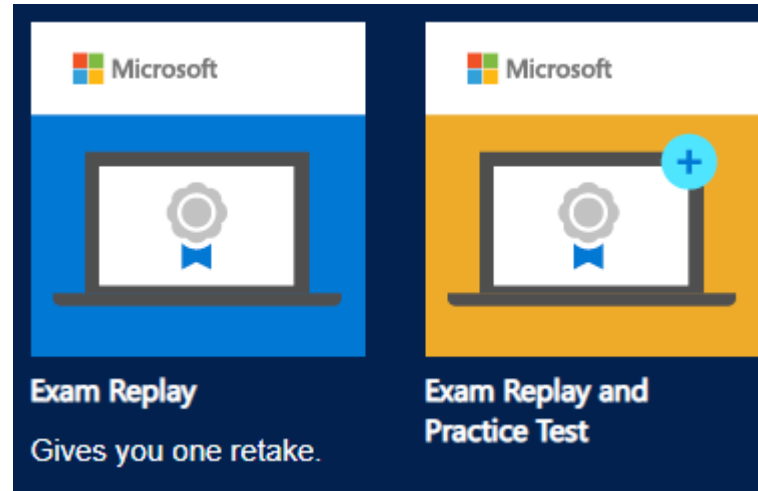 Microsoft
Microsoft
Exam Replay
Gives you one retake.
Exam Replay and
Practice Test